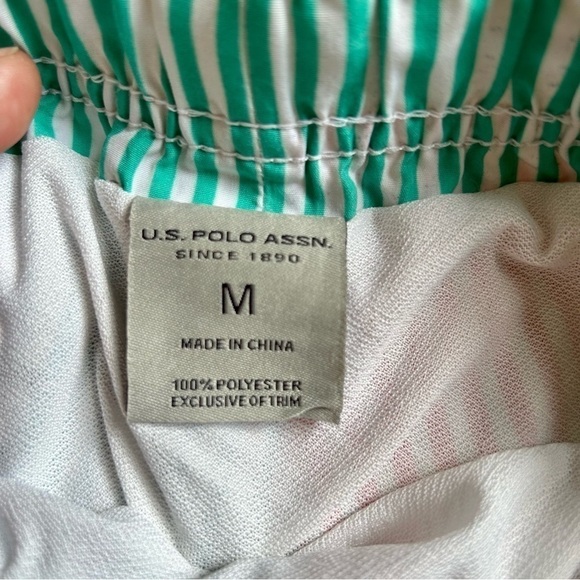 U.S. POLO ASSN.
SINCE 1890
M
MADE IN CHINA
100% POLYESTER
EXCLUSIVE OF TRIM